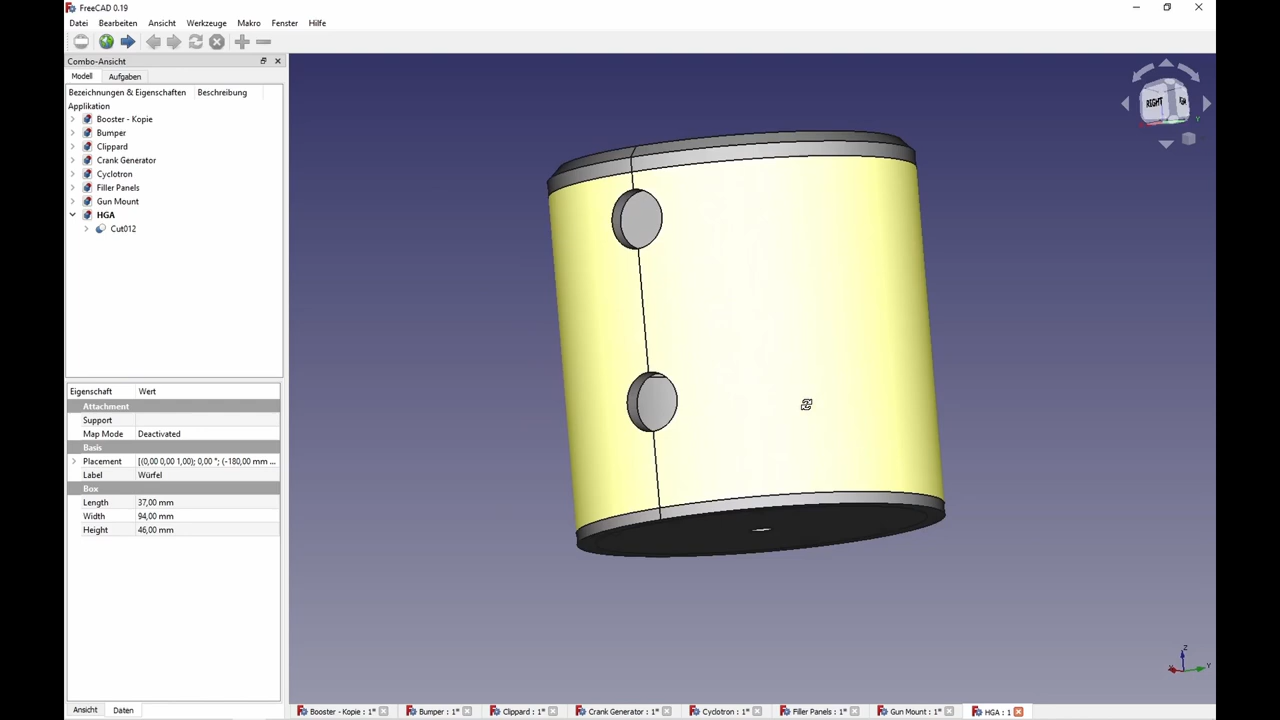 FreeCAD 0.19
Datei Bearbeiten Ansicht Werkzeuge Makro Fenster Hilfe
Combo-Ansicht
Modell Aufgaben
Bezeichnungen & Eigenschaften Beschreibung
Applikation
Booster - Kopie
Bumper
Clippard
Crank Generator
Cyclotron
Filler Panels
Gun Mount
HGA
Cut012
RIGHT
Y
Eigenschaft Wert
Attachment
Support
Map Mode Deactivated
Basis
Placement [(0,00 0,00 1,00); 0,00 °; (-180,00 mm ...
Label Würfel
Box
Length 37,00 mm
Width 94,00 mm
Height 46,00 mm
Z
X Y
Ansicht Daten
Booster - Kopie : 1* Bumper : 1* Clippard : 1* Crank Generator : 1* Cyclotron : 1* Filler Panels : 1* Gun Mount : 1* HGA : 1